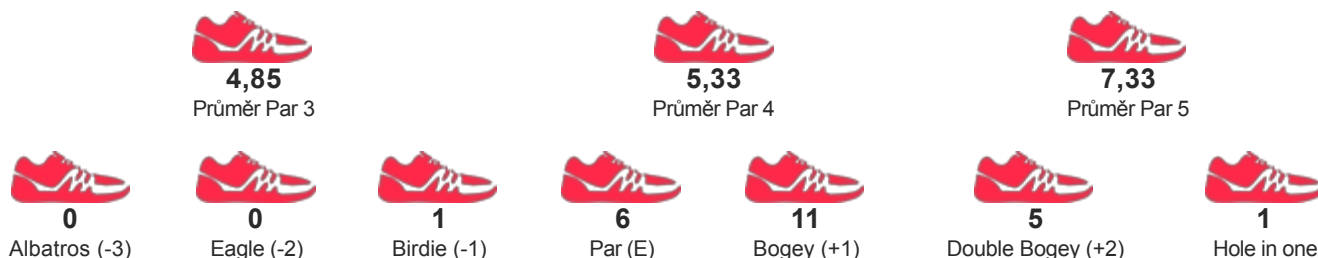 4,85 5,33 7,33
Průměr Par 3 Průměr Par 4 Průměr Par 5
0 0 1 6 11 5 1
Albatros (-3) Eagle (-2) Birdie (-1) Par (E) Bogey (+1) Double Bogey (+2) Hole in one